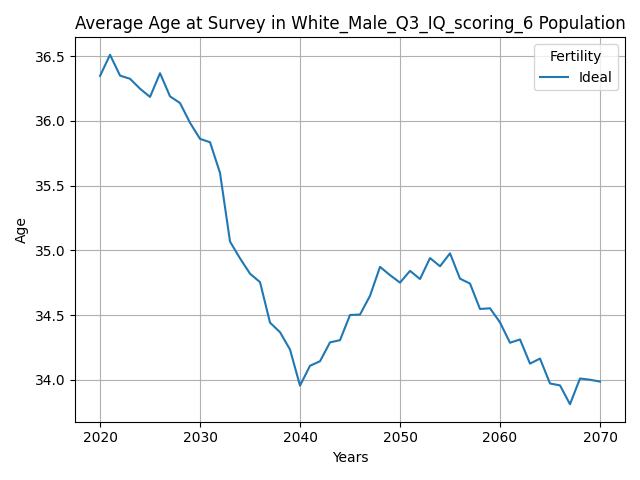 Average Age at Survey in White_Male_Q3_IQ_scoring_6 Population
Fertility
Ideal
36.5
36.0
35.5
35.0
34.5
34.0
Age
2020 2030 2040 2050 2060 2070
Years